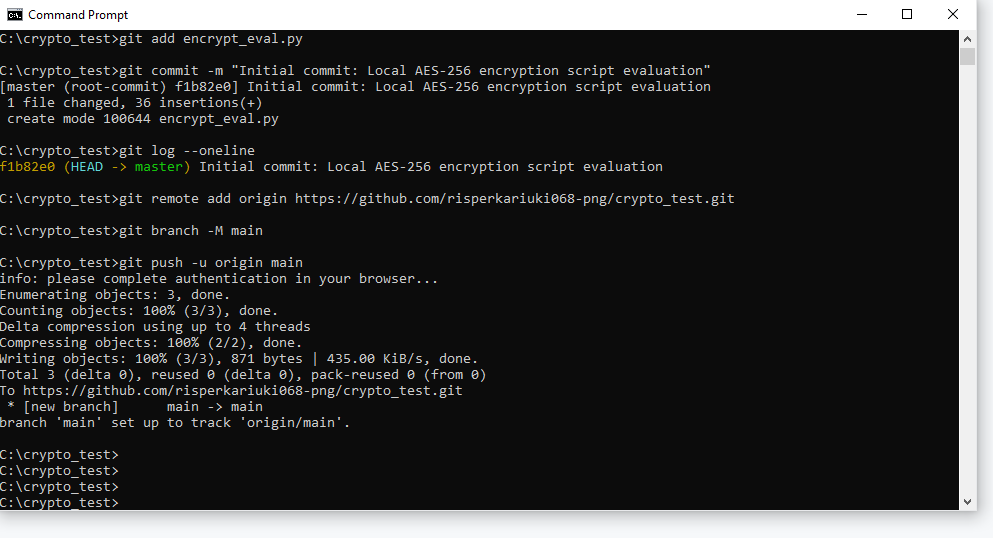 Command Prompt
C:\crypto_test>git add encrypt_eval.py
C:\crypto_test>git commit -m "Initial commit: Local AES-256 encryption script evaluation"
[master (root-commit) f1b82e0] Initial commit: Local AES-256 encryption script evaluation
 1 file changed, 36 insertions(+)
 create mode 100644 encrypt_eval.py
C:\crypto_test>git log --oneline
f1b82e0 (HEAD -> master) Initial commit: Local AES-256 encryption script evaluation
C:\crypto_test>git remote add origin https://github.com/risperkariuki068-png/crypto_test.git
C:\crypto_test>git branch -M main
C:\crypto_test>git push -u origin main
info: please complete authentication in your browser...
Enumerating objects: 3, done.
Counting objects: 100% (3/3), done.
Delta compression using up to 4 threads
Compressing objects: 100% (2/2), done.
Writing objects: 100% (3/3), 871 bytes | 435.00 KiB/s, done.
Total 3 (delta 0), reused 0 (delta 0), pack-reused 0 (from 0)
To https://github.com/risperkariuki068-png/crypto_test.git
 * [new branch]      main -> main
branch 'main' set up to track 'origin/main'.
C:\crypto_test>
C:\crypto_test>
C:\crypto_test>
C:\crypto_test>